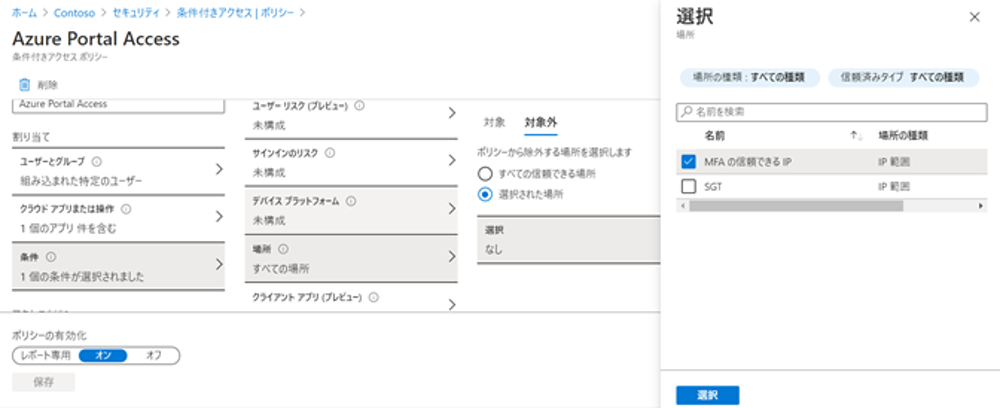 ホーム > Contoso > セキュリティ > 条件付きアクセス | ポリシー >
Azure Portal Access
条件付きアクセス ポリシー
削除
Azure Portal Access
割り当て
ユーザーとグループ
組み込まれた特定のユーザー
クラウド アプリまたは操作
1 個のアプリ 件を含む
条件
1 個の条件が選択されました
ポリシーの有効化
レポート専用 オン オフ
保存
ユーザー リスク (プレビュー)
未構成
サインインのリスク
未構成
デバイス プラットフォーム
未構成
場所
すべての場所
クライアント アプリ (プレビュー)
対象 対象外
ポリシーから除外する場所を選択します
すべての信頼できる場所
選択された場所
選択
なし
選択
場所
場所の種類 : すべての種類 信頼済みタイプ すべての種類
名前を検索
名前 ↑↓ 場所の種類
MFA の信頼できる IP IP 範囲
SGT IP 範囲
選択